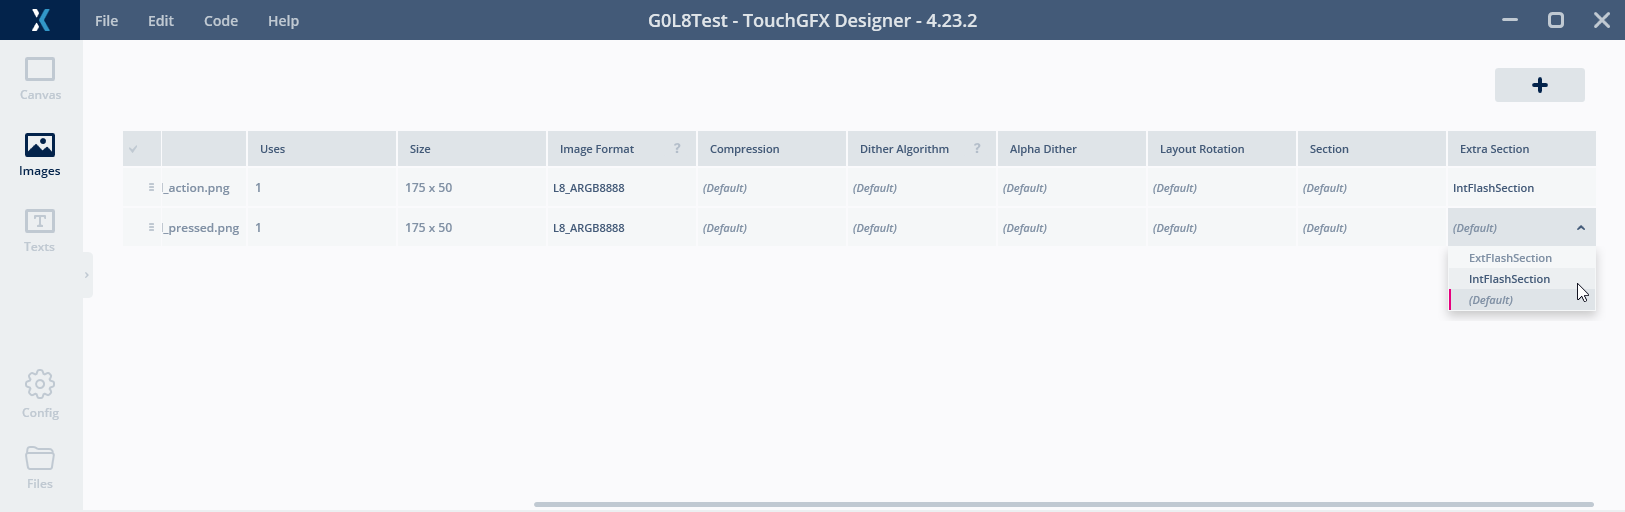 File Edit Code Help G0L8Test - TouchGFX Designer - 4.23.2
Canvas
Images
Texts
Config
Files
Uses Size Image Format ? Compression Dither Algorithm ? Alpha Dither Layout Rotation Section Extra Section
l_action.png 1 175 x 50 L8_ARGB8888 (Default) (Default) (Default) (Default) (Default) IntFlashSection
l_pressed.png 1 175 x 50 L8_ARGB8888 (Default) (Default) (Default) (Default) (Default) (Default)
ExtFlashSection
IntFlashSection
(Default)